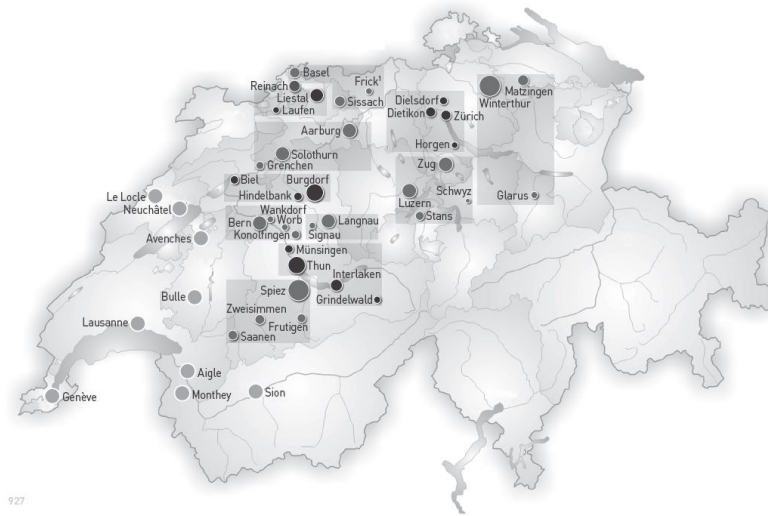 Basel
Reinach
Frick¹
Liestal
Sissach
Laufen
Matzingen
Winterthur
Dielsdorf
Dietikon
Zürich
Aarburg
Horgen
Solothurn
Grenchen
Zug
Biel
Burgdorf
Hindelbank
Schwyz
Glarus
Luzern
Le Locle
Neuchâtel
Wankdorf
Stans
Bern
Worb
Langnau
Konolfingen
Signau
Avenches
Münsingen
Thun
Interlaken
Spiez
Grindelwald
Bulle
Zweisimmen
Frutigen
Lausanne
Saanen
Aigle
Monthey
Sion
Genève
927